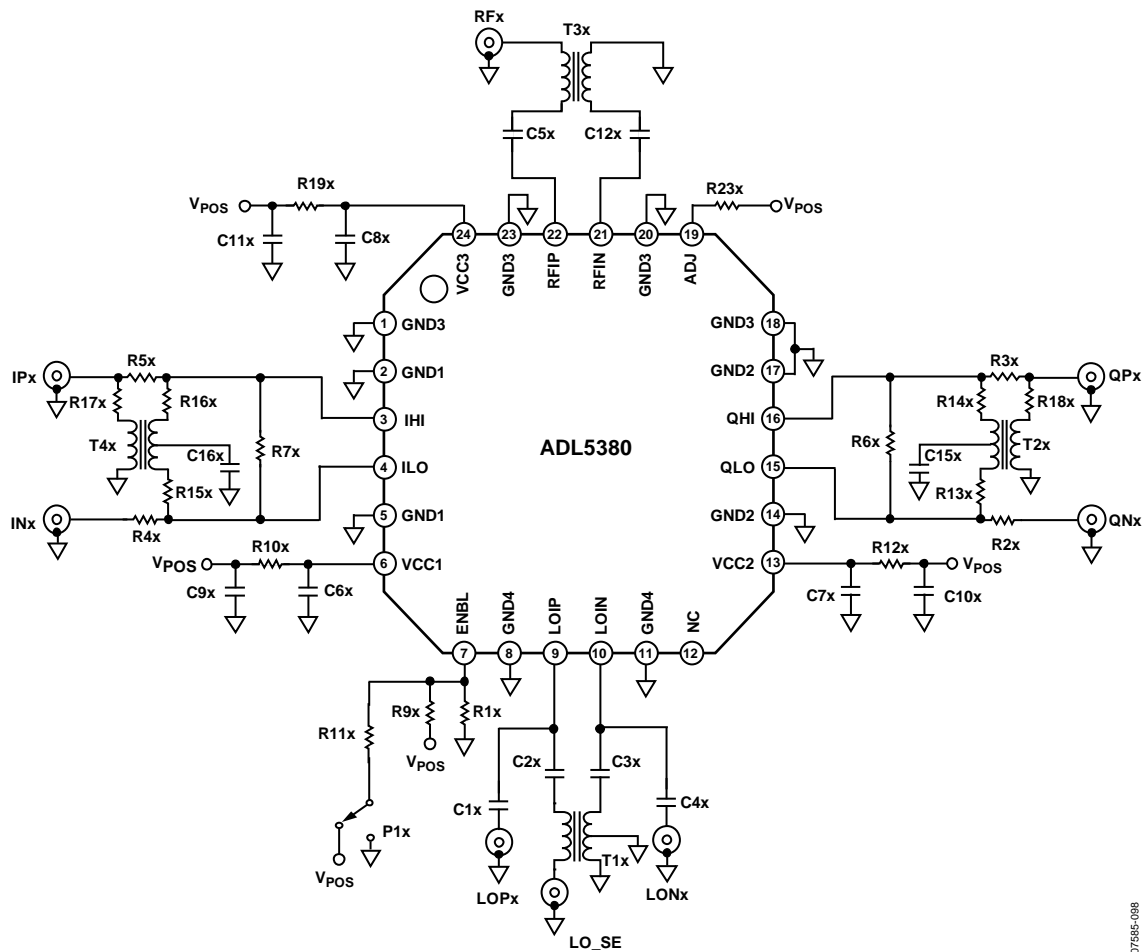 RFx
T3x
C5x
C12x
R19x
VPOS
C11x
C8x
R23x
VPOS
24
23
22
21
20
19
VCC3
GND3
RFIP
RFIN
GND3
ADJ
1
GND3
2
GND1
3
IHI
4
ILO
5
GND1
6
VCC1
ADL5380
GND3
18
GND2
17
QHI
16
QLO
15
GND2
14
VCC2
13
IPx
R5x
R17x
R16x
T4x
C16x
R7x
R15x
INx
R4x
VPOS
R10x
C9x
C6x
R3x
QPx
R14x
R18x
R6x
C15x
T2x
R13x
R2x
QNx
R12x
VPOS
C7x
C10x
ENBL
GND4
LOIP
LOIN
GND4
NC
7
8
9
10
11
12
R11x
R9x
R1x
VPOS
P1x
VPOS
C2x
C3x
C1x
C4x
T1x
LOPx
LONx
LO_SE
07585-098